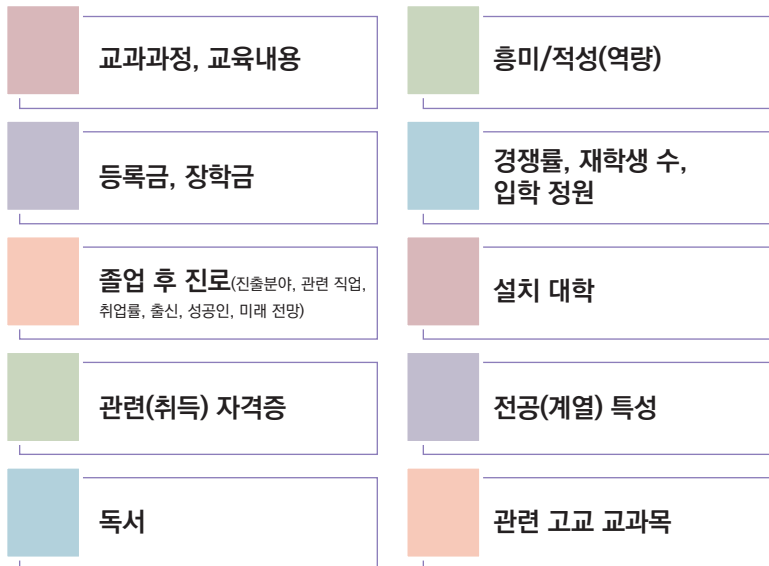 교과과정, 교육내용
흥미/적성(역량)
등록금, 장학금
경쟁률, 재학생 수,
입학 정원
졸업 후 진로(진출분야, 관련 직업,
취업률, 출신, 성공인, 미래 전망)
설치 대학
관련(취득) 자격증
전공(계열) 특성
독서
관련 고교 교과목